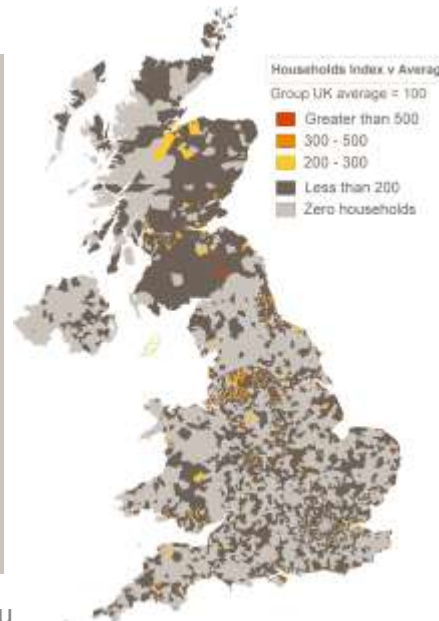 Households Index v Averag
Group UK average = 100
Greater than 500
300 - 500
200 - 300
Less than 200
Zero households
u